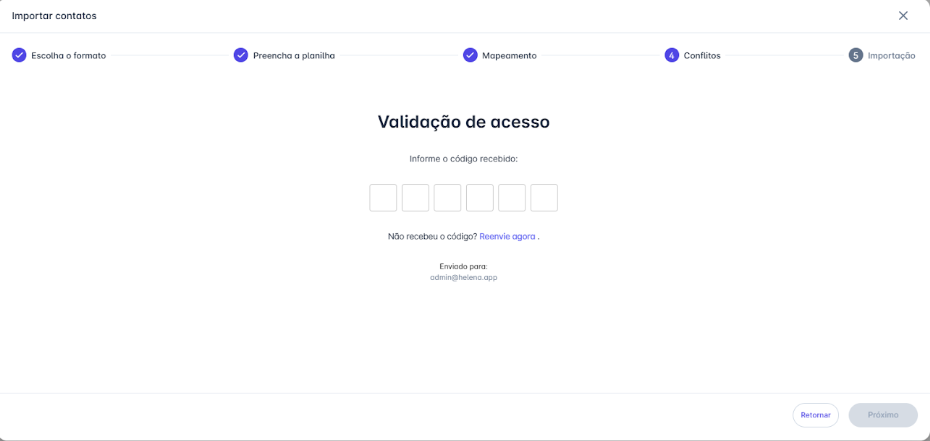 Importar contatos
Escolha o formato
Preencha a planilha
Mapeamento
4 Conflitos
5 Importação
Validação de acesso
Informe o código recebido:
Não recebeu o código? Reenvie agora .
Enviado para:
admin@helena.app
Retornar
Próximo